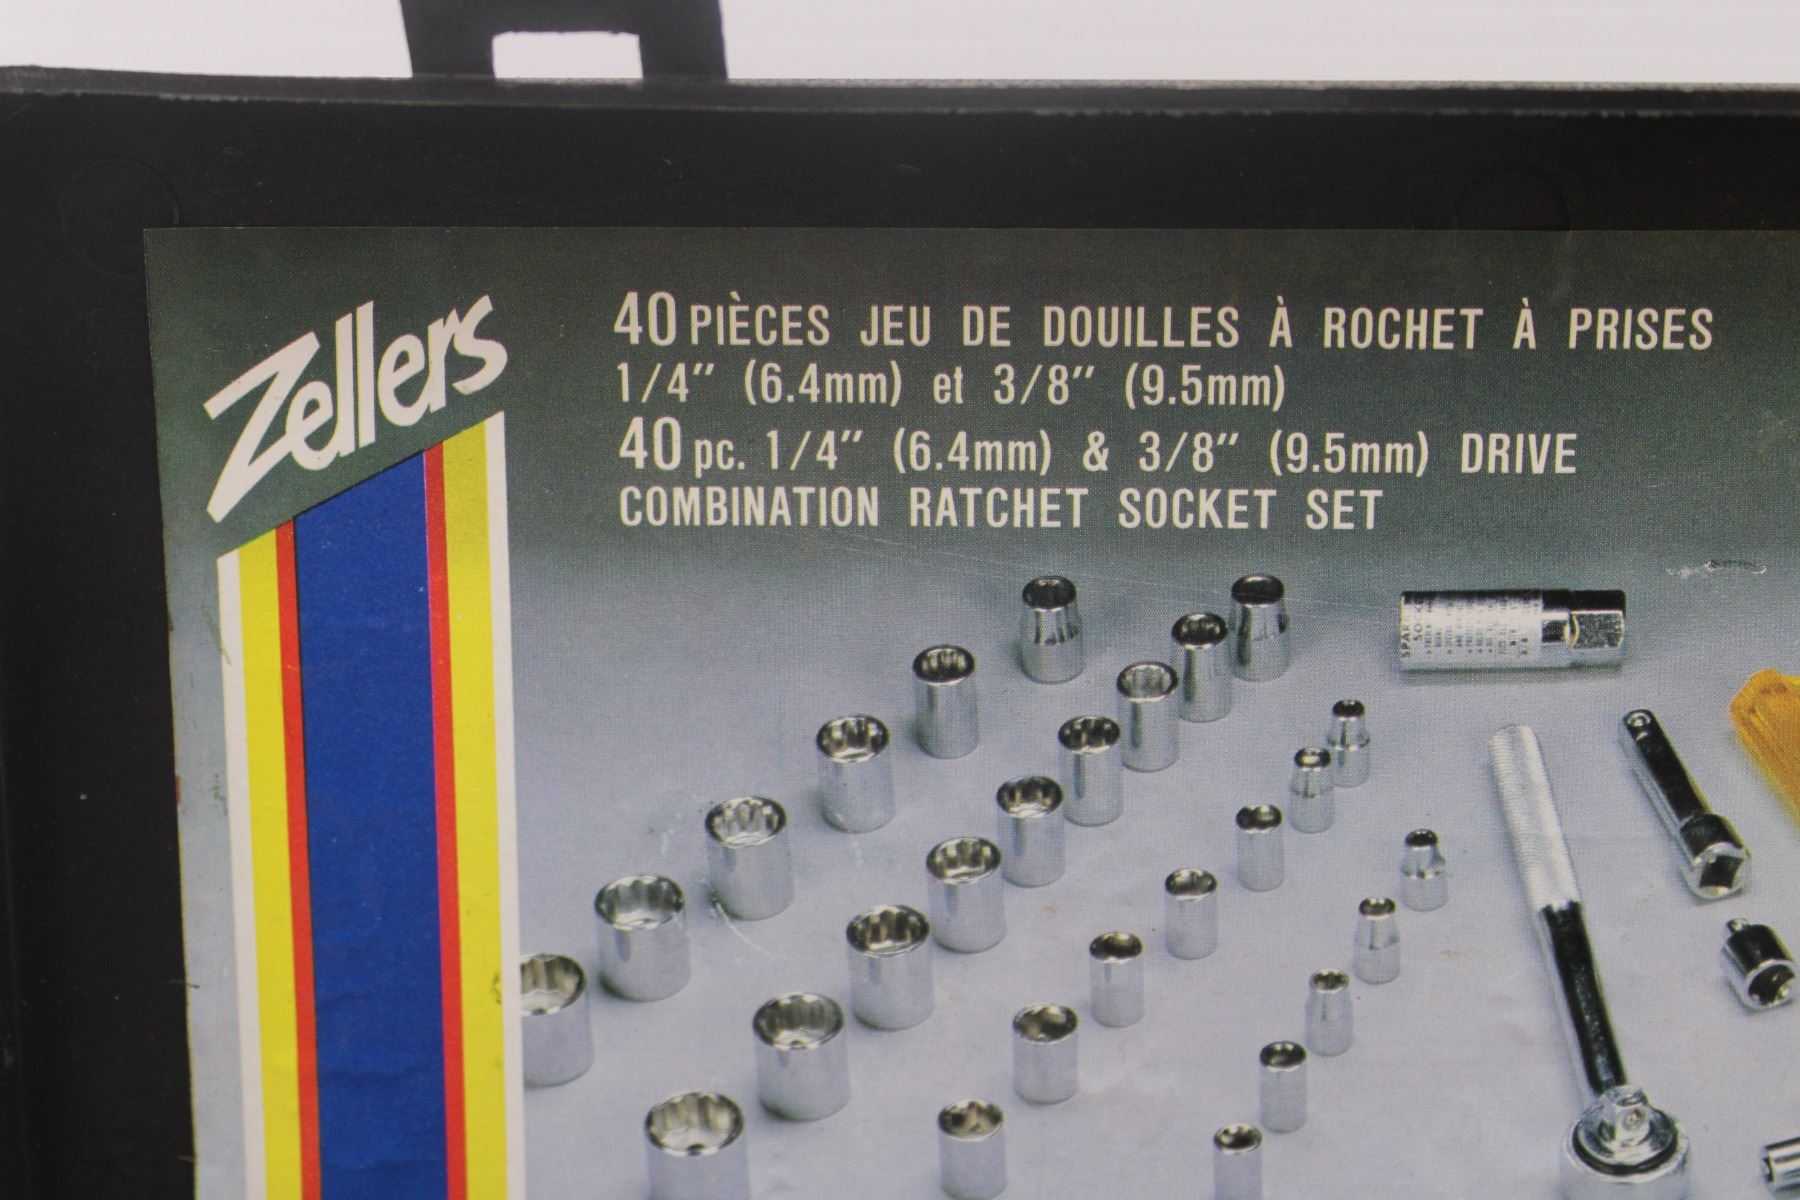 Zellers
40 PIÈCES JEU DE DOUILLES À ROCHET À PRISES
1/4" (6.4mm) et 3/8" (9.5mm)
40 pc. 1/4" (6.4mm) & 3/8" (9.5mm) DRIVE
COMBINATION RATCHET SOCKET SET